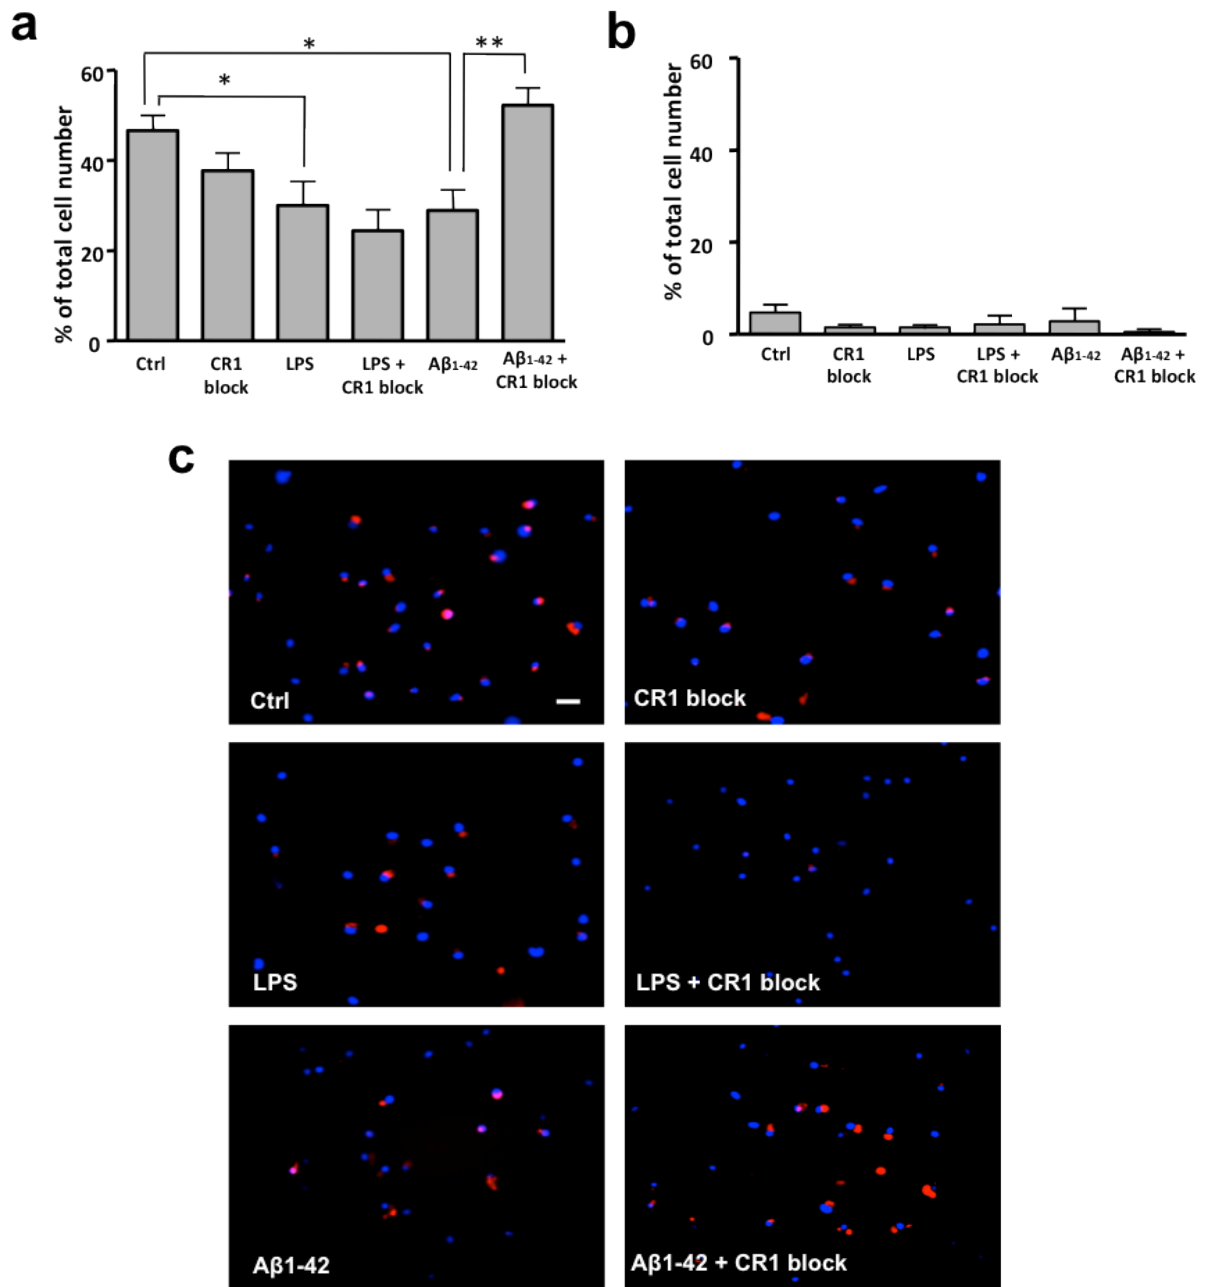 a
% of total cell number
60
40
20
0
*
*
**
Ctrl
CR1
block
LPS
LPS +
CR1 block
Aβ1-42
Aβ1-42 +
CR1 block
b
% of total cell number
60
40
20
0
Ctrl
CR1
block
LPS
LPS +
CR1 block
Aβ1-42
Aβ1-42 +
CR1 block
c
Ctrl
CR1 block
LPS
LPS + CR1 block
Aβ1-42
Aβ1-42 + CR1 block